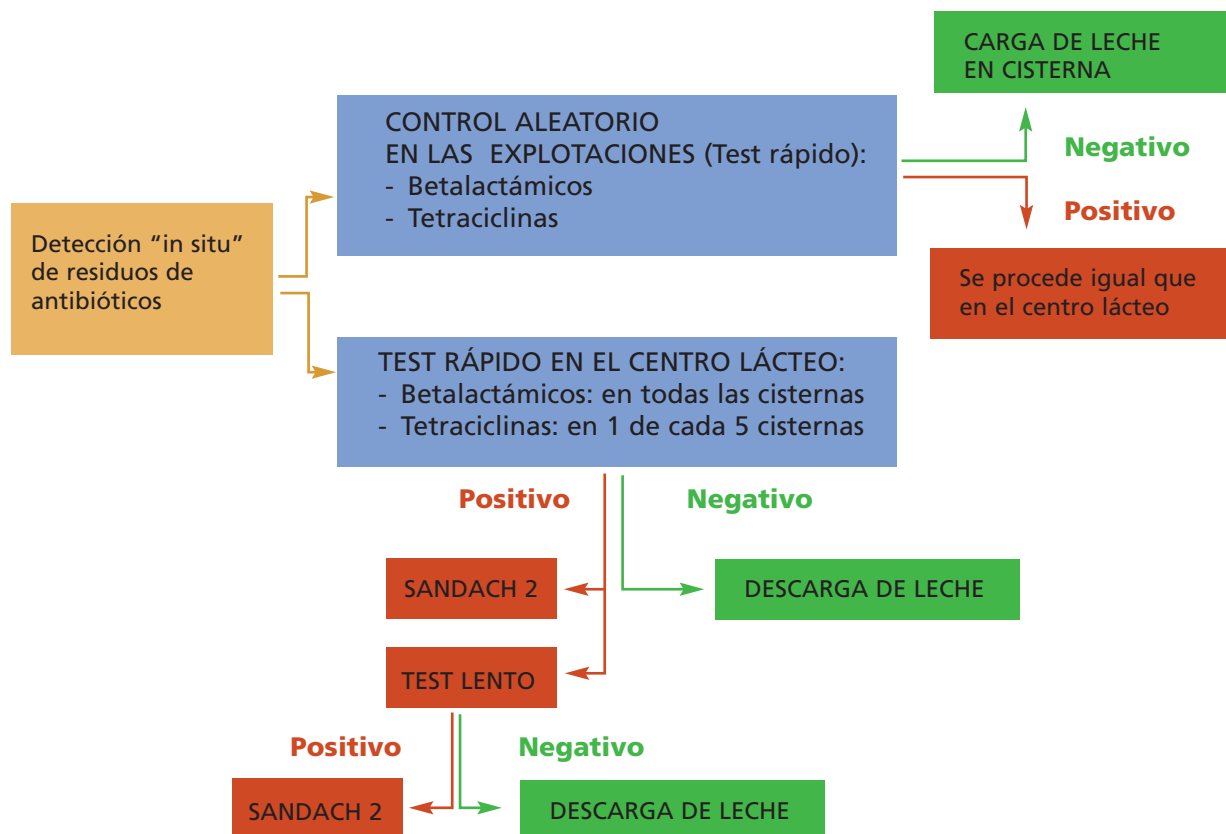 CARGA DE LECHE
EN CISTERNA
CONTROL ALEATORIO
EN LAS EXPLOTACIONES (Test rápido):
- Betalactámicos
- Tetraciclinas
Negativo
Positivo
Detección “in situ”
de residuos de
antibióticos
Se procede igual que
en el centro lácteo
TEST RÁPIDO EN EL CENTRO LÁCTEO:
- Betalactámicos: en todas las cisternas
- Tetraciclinas: en 1 de cada 5 cisternas
Positivo
Negativo
SANDACH 2
DESCARGA DE LECHE
TEST LENTO
Positivo
Negativo
SANDACH 2
DESCARGA DE LECHE